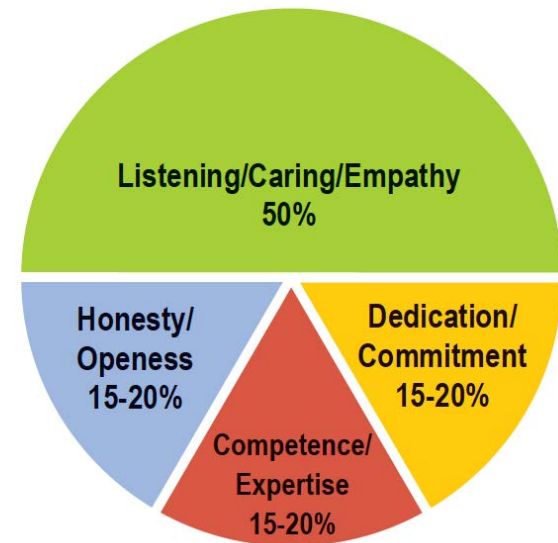 Listening/Caring/Empathy
50%
Honesty/
Openess
15-20%
Dedication/
Commitment
15-20%
Competence/
Expertise
15-20%